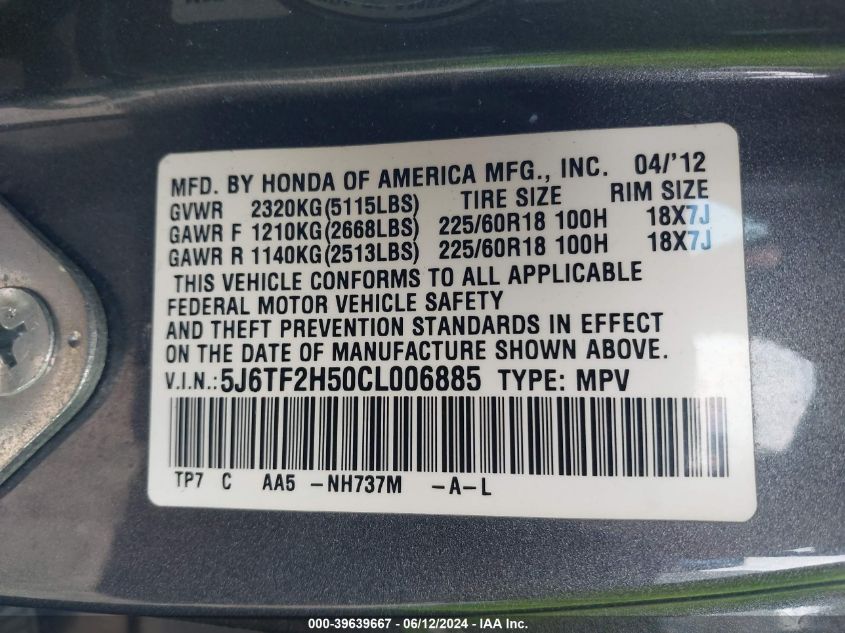 MFD. BY HONDA OF AMERICA MFG., INC. 04/'12
GVWR 2320KG(5115LBS) TIRE SIZE RIM SIZE
GAWR F 1210KG(2668LBS) 225/60R18 100H 18X7J
GAWR R 1140KG(2513LBS) 225/60R18 100H 18X7J
THIS VEHICLE CONFORMS TO ALL APPLICABLE
FEDERAL MOTOR VEHICLE SAFETY
AND THEFT PREVENTION STANDARDS IN EFFECT
ON THE DATE OF MANUFACTURE SHOWN ABOVE.
V.I.N.: 5J6TF2H50CL006885 TYPE: MPV
TP7 C AA5 -NH737M -A-L
000-39639667 - 06/12/2024 - IAAI.com